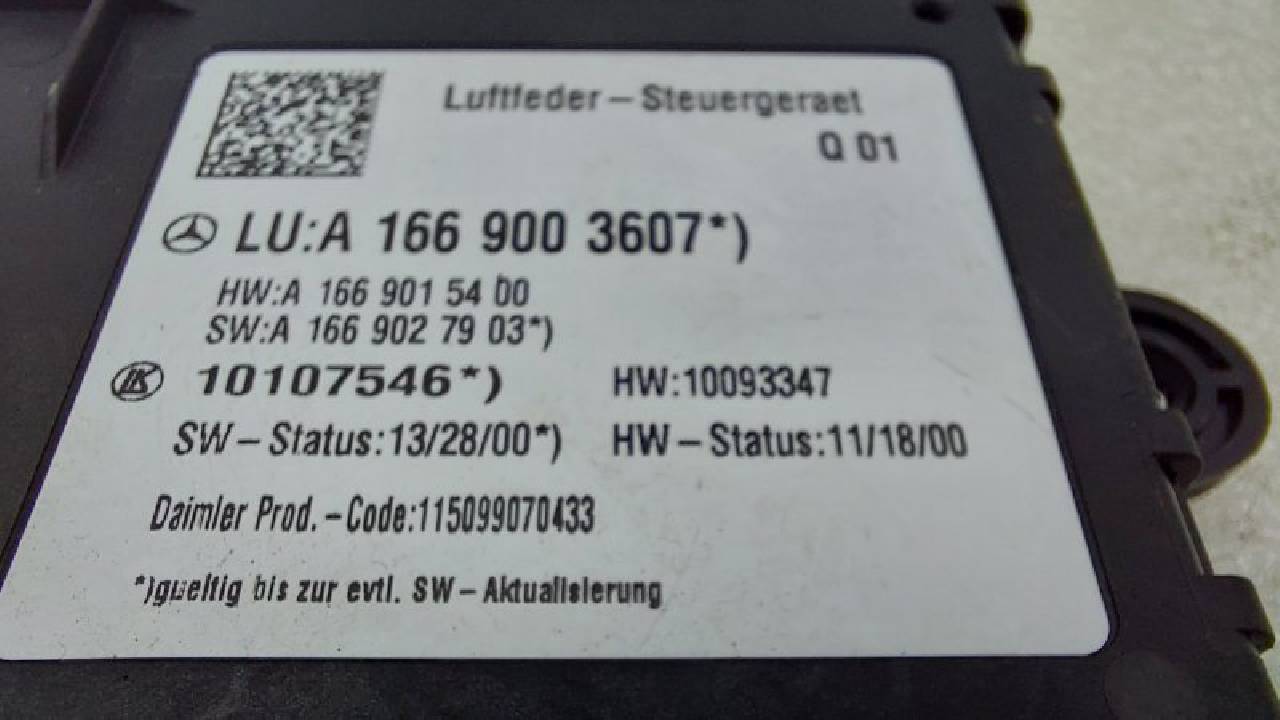 Luftfeder – Steuergeraet
Q 01
LU:A 166 900 3607*)
HW:A 166 901 54 00
SW:A 166 902 79 03*)
10107546*) HW:10093347
SW – Status:13/28/00*) HW – Status:11/18/00
Daimler Prod. – Code:115099070433
*)gueltig bis zur evtl. SW – Aktualisierung